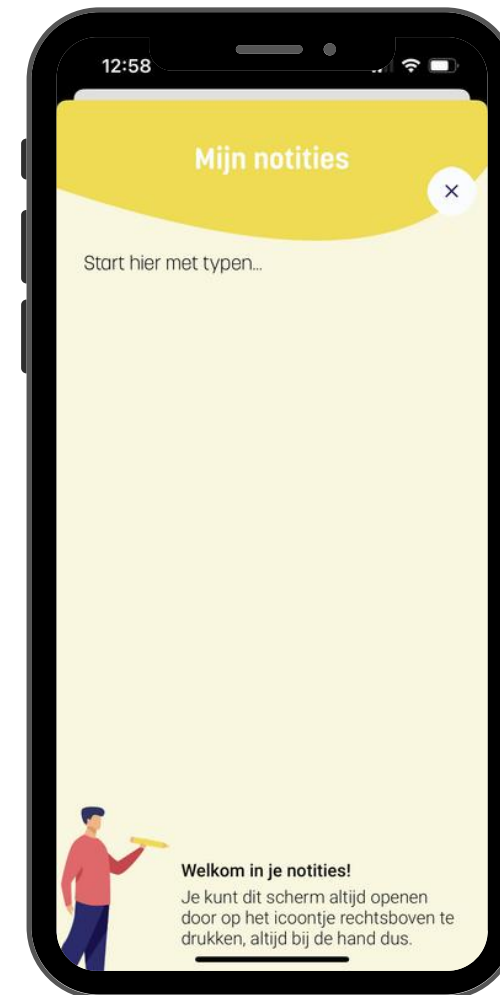 12:58
Mijn notities
Start hier met typen...
Welkom in je notities!
Je kunt dit scherm altijd openen
door op het icoontje rechtsboven te
drukken, altijd bij de hand dus.